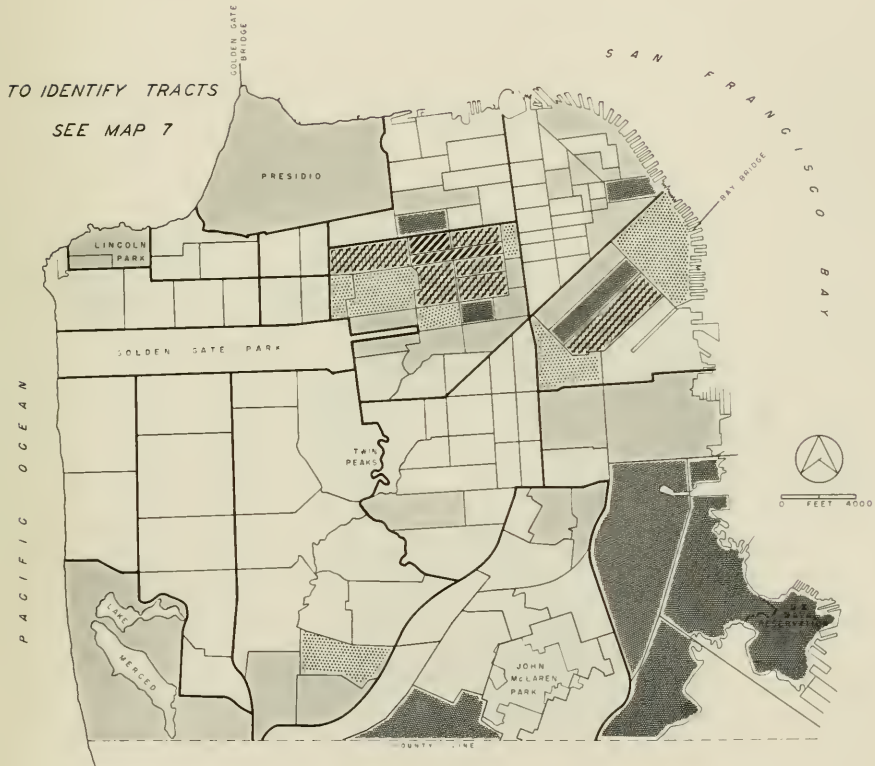 GOLDEN GATE
BRIDGE
SAN FRANCISCO BAY
TO IDENTIFY TRACTS
SEE MAP 7
PRESIDIO
BAY BRIDGE
LINCOLN
PARK
GOLDEN GATE PARK
PACIFIC OCEAN
TWIN
PEAKS
0 FEET 4000
LAKE
MERCED
JOHN
McLAREN
PARK
RESERVATION
COUNTY LINE